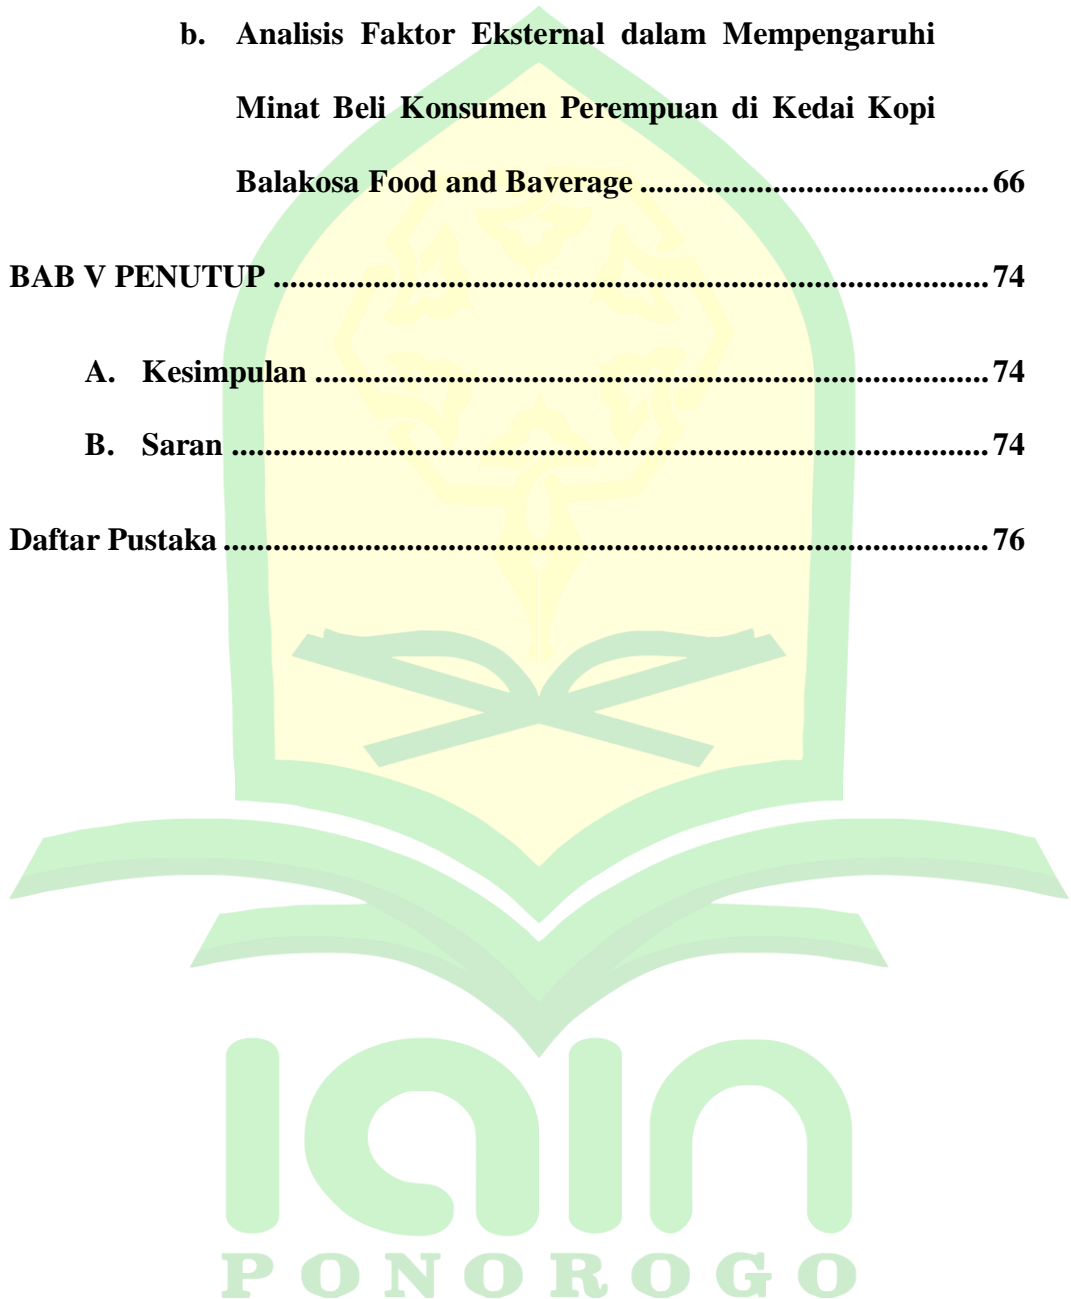 b. Analisis Faktor Eksternal dalam Mempengaruhi
Minat Beli Konsumen Perempuan di Kedai Kopi
Balakosa Food and Baverage ...................................... 66
BAB V PENUTUP .............................................................................. 74
A. Kesimpulan ......................................................................... 74
B. Saran .................................................................................. 74
Daftar Pustaka ................................................................................... 76
iain
PONOROGO